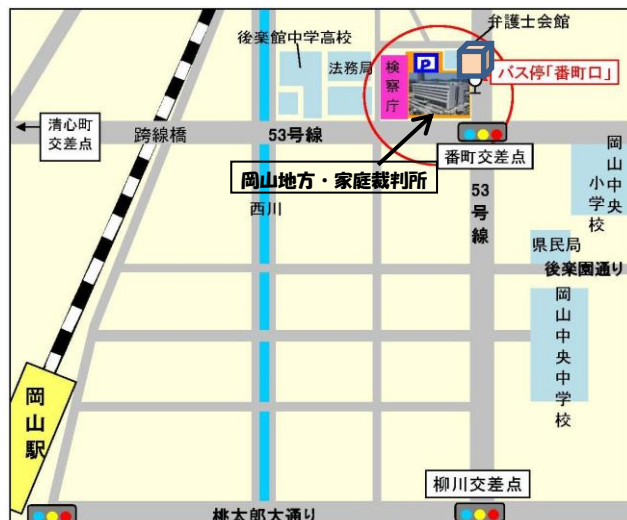 弁護士会館
後楽館中学高校
法務局
検察庁
P
バス停「番町口」
清心町
交差点
跨線橋
53号線
番町交差点
岡山地方・家庭裁判所
西川
53号線
岡山中央
小学校
県民局
後楽園通り
岡山中央中学校
岡山駅
柳川交差点
桃太郎大通り